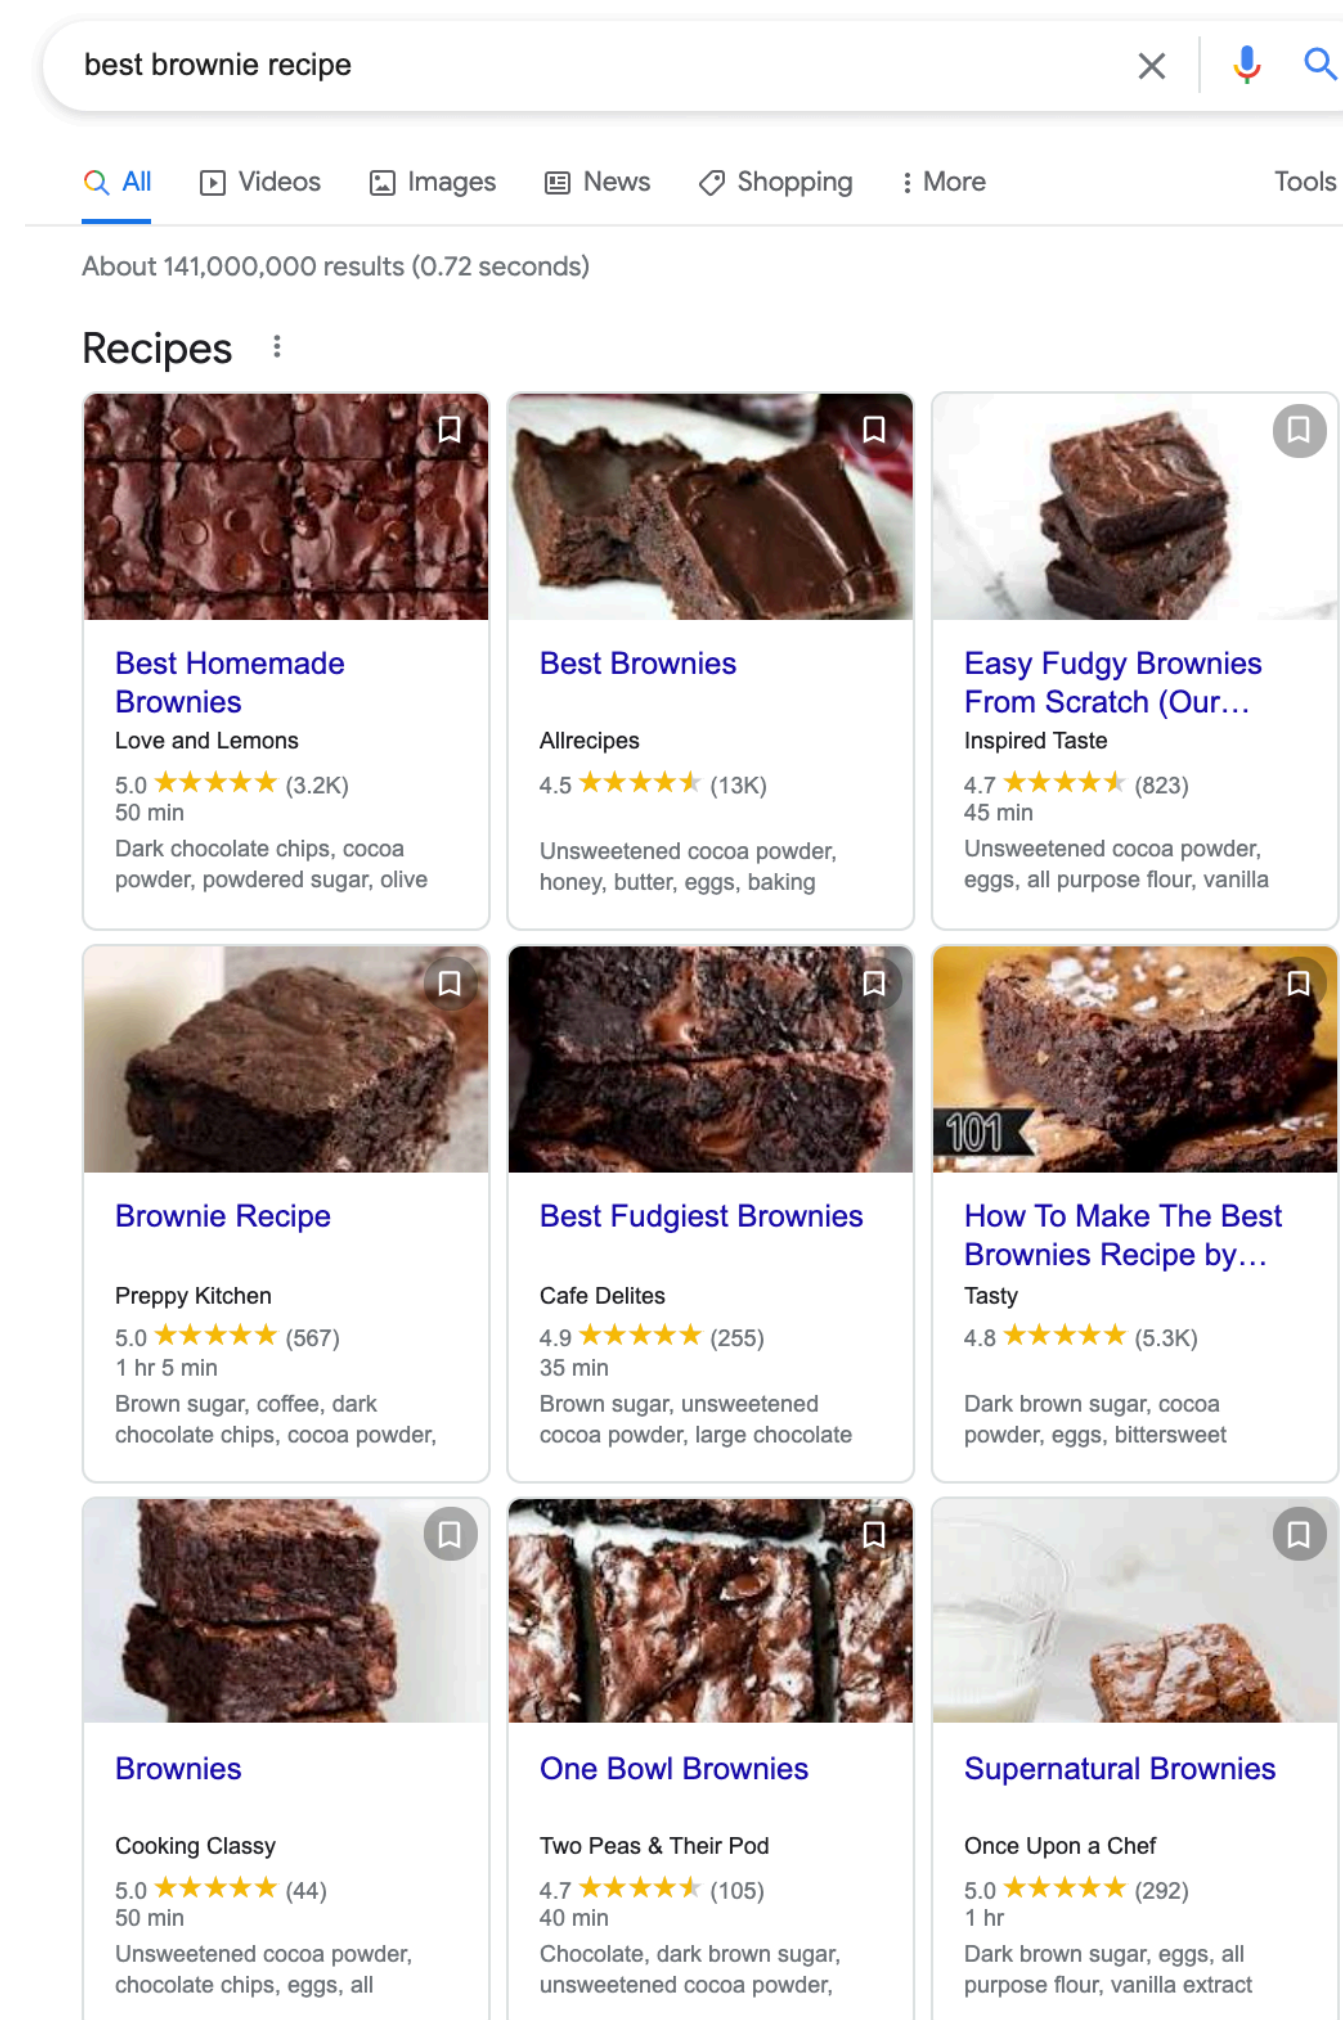 best brownie recipe
All Videos Images News Shopping More Tools
About 141,000,000 results (0.72 seconds)
Recipes
Best Homemade
Brownies
Love and Lemons
5.0 (3.2K)
50 min
Dark chocolate chips, cocoa
powder, powdered sugar, olive
Best Brownies
Allrecipes
4.5 (13K)
Unsweetened cocoa powder,
honey, butter, eggs, baking
Easy Fudgy Brownies
From Scratch (Our...
Inspired Taste
4.7 (823)
45 min
Unsweetened cocoa powder,
eggs, all purpose flour, vanilla
Brownie Recipe
Preppy Kitchen
5.0 (567)
1 hr 5 min
Brown sugar, coffee, dark
chocolate chips, cocoa powder,
Best Fudgiest Brownies
Cafe Delites
4.9 (255)
35 min
Brown sugar, unsweetened
cocoa powder, large chocolate
101
How To Make The Best
Brownies Recipe by...
Tasty
4.8 (5.3K)
Dark brown sugar, cocoa
powder, eggs, bittersweet
Brownies
Cooking Classy
5.0 (44)
50 min
Unsweetened cocoa powder,
chocolate chips, eggs, all
One Bowl Brownies
Two Peas & Their Pod
4.7 (105)
40 min
Chocolate, dark brown sugar,
unsweetened cocoa powder,
Supernatural Brownies
Once Upon a Chef
5.0 (292)
1 hr
Dark brown sugar, eggs, all
purpose flour, vanilla extract